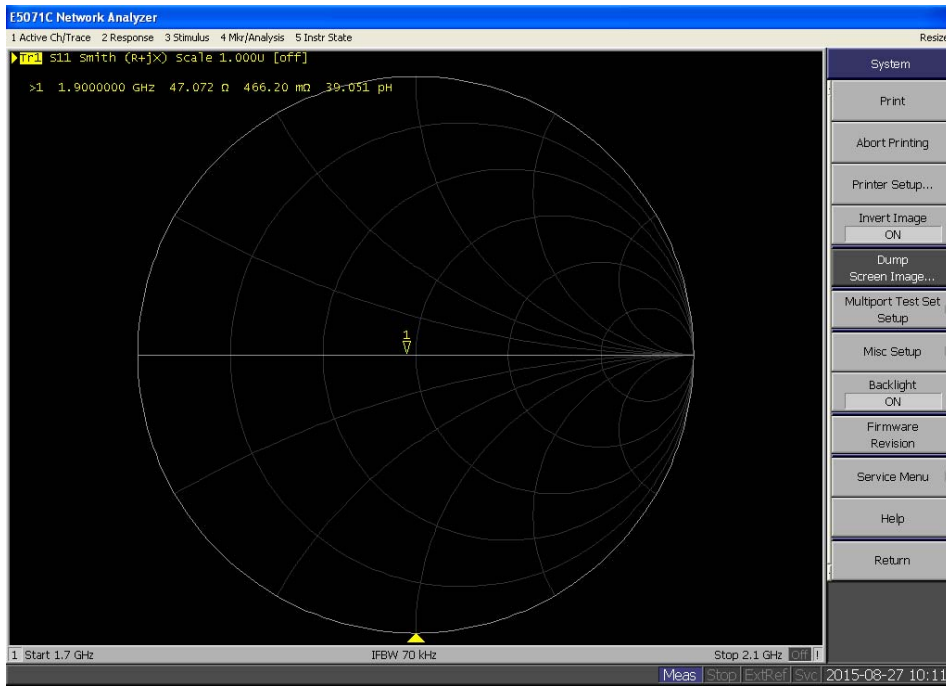 E5071C Network Analyzer
1 Active Ch/Trace 2 Response 3 Stimulus 4 Mkr/Analysis 5 Instr State
Resize
Tr1 S11 Smith (R+jX) Scale 1.000U [off]
>1 1.9000000 GHz 47.072 Ω 466.20 mΩ 39.051 pH
1
System
Print
Abort Printing
Printer Setup...
Invert Image
ON
Dump
Screen Image...
Multiport Test Set
Setup
Misc Setup
Backlight
ON
Firmware
Revision
Service Menu
Help
Return
1 Start 1.7 GHz IFBW 70 kHz Stop 2.1 GHz Off !
Meas Stop ExtRef Svc 2015-08-27 10:11